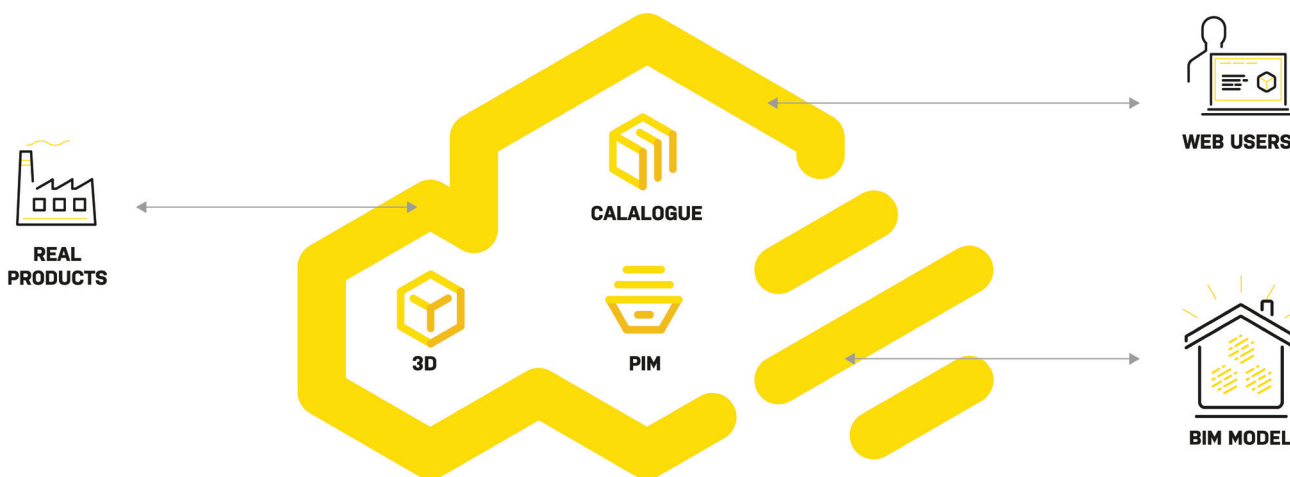 WEB USERS
CALALOGUE
REAL
PRODUCTS
3D
PIM
BIM MODEL